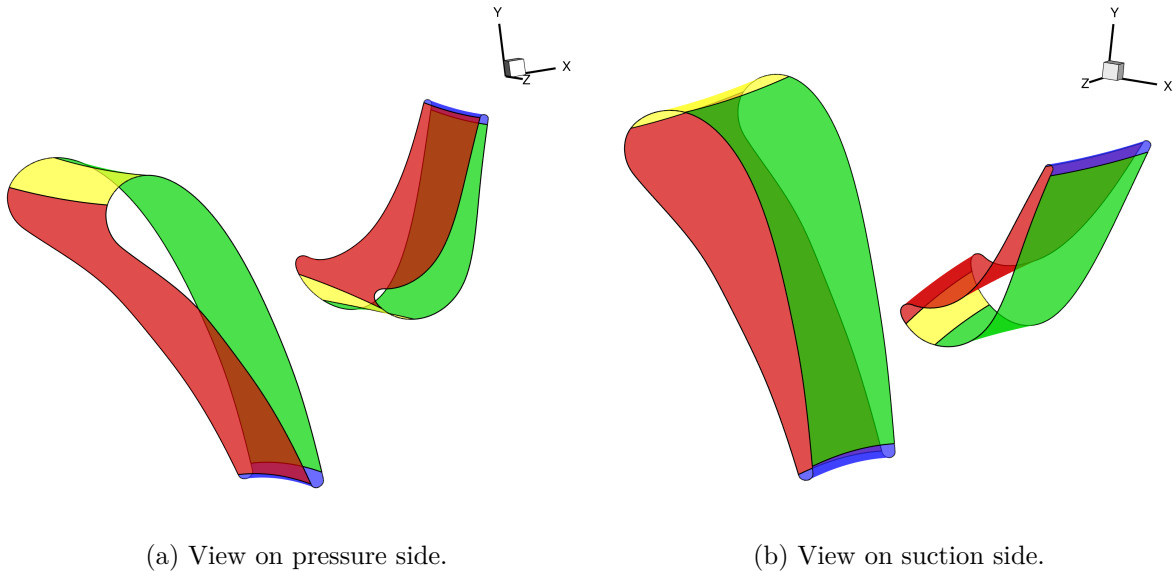 Y
X
Z
Y
Z
X
(a) View on pressure side.
(b) View on suction side.